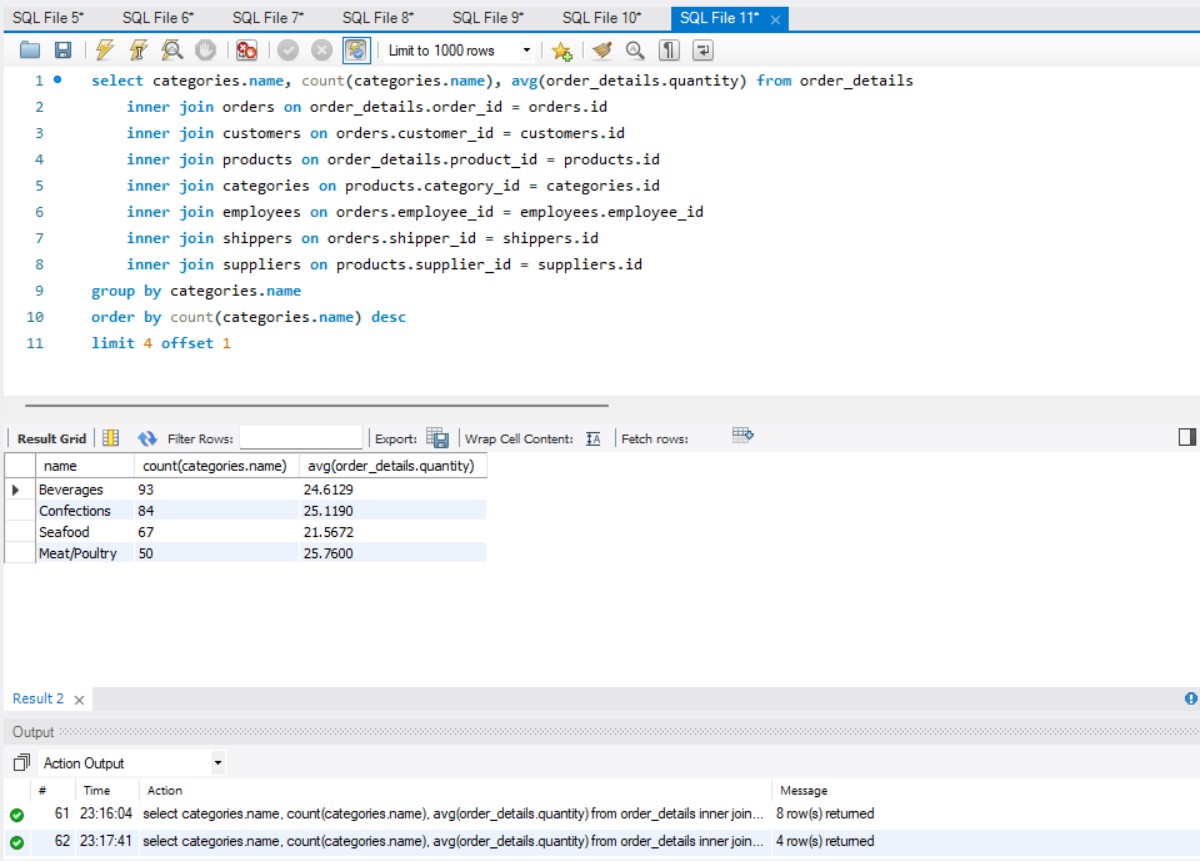 SQL File 5* SQL File 6* SQL File 7* SQL File 8* SQL File 9* SQL File 10* SQL File 11* ×
Limit to 1000 rows
1 select categories.name, count(categories.name), avg(order_details.quantity) from order_details
2 inner join orders on order_details.order_id = orders.id
3 inner join customers on orders.customer_id = customers.id
4 inner join products on order_details.product_id = products.id
5 inner join categories on products.category_id = categories.id
6 inner join employees on orders.employee_id = employees.employee_id
7 inner join shippers on orders.shipper_id = shippers.id
8 inner join suppliers on products.supplier_id = suppliers.id
9 group by categories.name
10 order by count(categories.name) desc
11 limit 4 offset 1
Result Grid Filter Rows: Export: Wrap Cell Content: IA Fetch rows:
name count(categories.name) avg(order_details.quantity)
Beverages 93 24.6129
Confections 84 25.1190
Seafood 67 21.5672
Meat/Poultry 50 25.7600
Result 2 ×
Output
Action Output
# Time Action Message
61 23:16:04 select categories.name, count(categories.name), avg(order_details.quantity) from order_details inner join... 8 row(s) returned
62 23:17:41 select categories.name, count(categories.name), avg(order_details.quantity) from order_details inner join... 4 row(s) returned